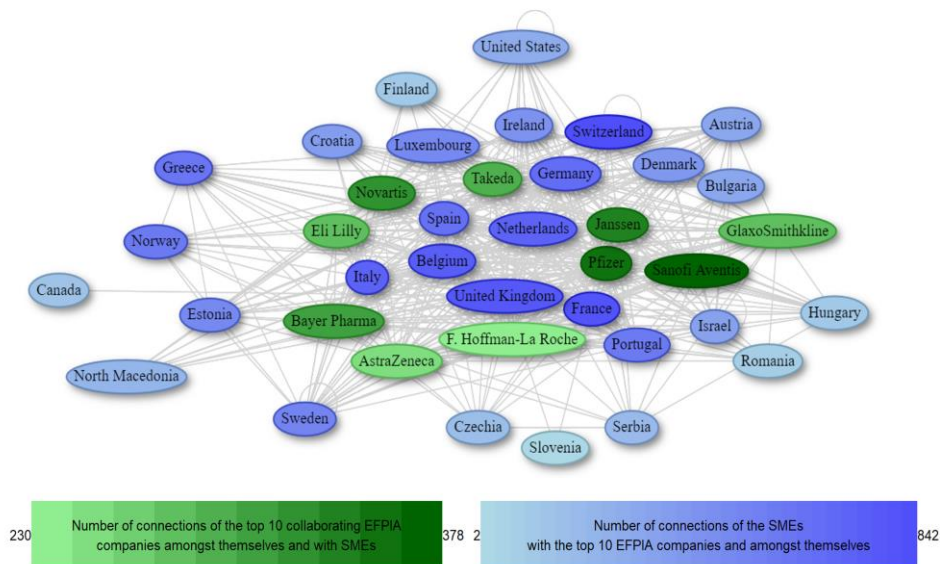 United States
Finland
Ireland
Switzerland
Austria
Croatia
Luxembourg
Greece
Takeda
Germany
Denmark
Bulgaria
Novartis
Spain
Netherlands
Janssen
GlaxoSmithkline
Eli Lilly
Norway
Belgium
Pfizer
Sanofi Aventis
Italy
Canada
United Kingdom
France
Estonia
Bayer Pharma
Israel
Hungary
F. Hoffman-La Roche
Portugal
AstraZeneca
Romania
North Macedonia
Sweden
Czechia
Serbia
Slovenia
230
Number of connections of the top 10 collaborating EFPIA
companies amongst themselves and with SMEs
378
2
Number of connections of the SMEs
with the top 10 EFPIA companies and amongst themselves
842